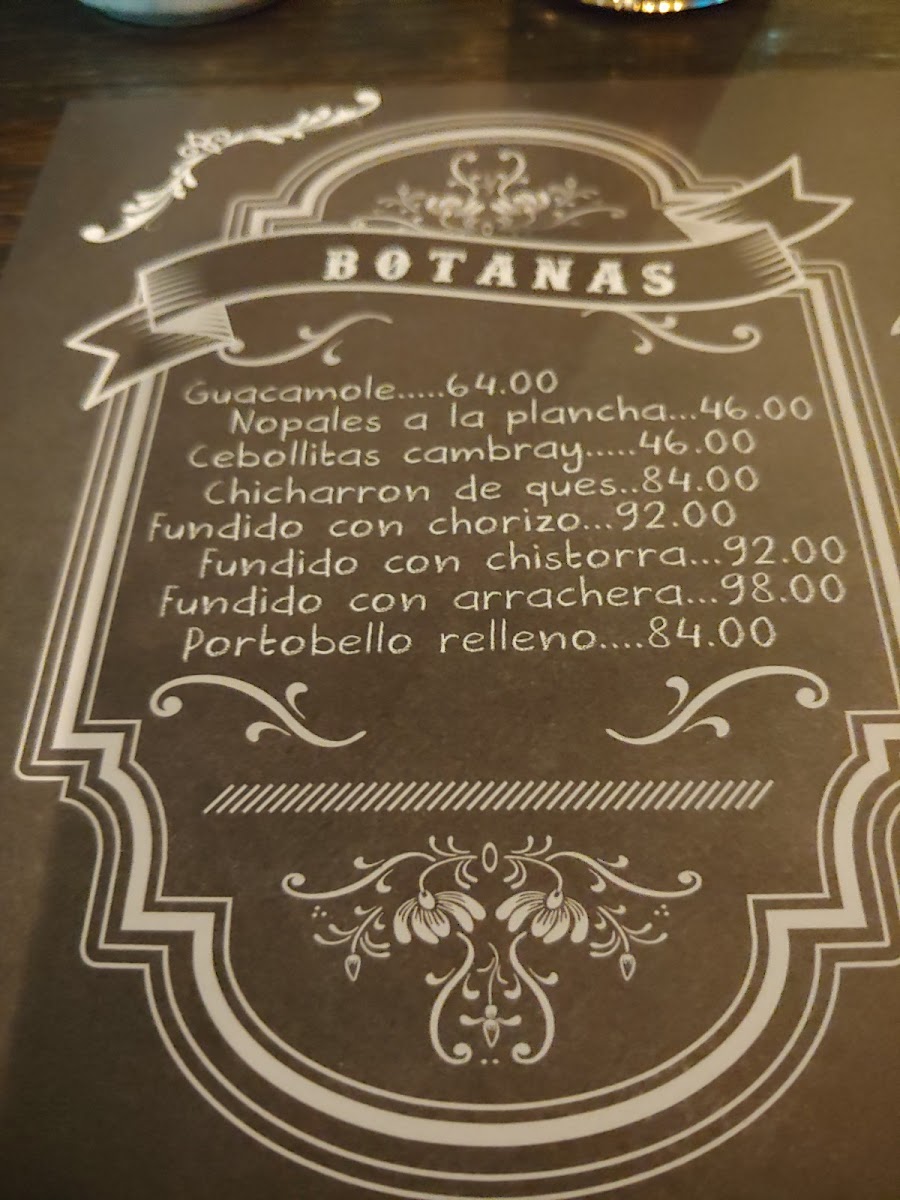 BOTANAS
Guacamole.....64.00
Nopales a la plancha...46.00
Cebollitas cambray.....46.00
Chicharron de ques..84.00
Fundido con chorizo...92.00
Fundido con chistorra...92.00
Fundido con arrachera...98.00
Portobello relleno....84.00